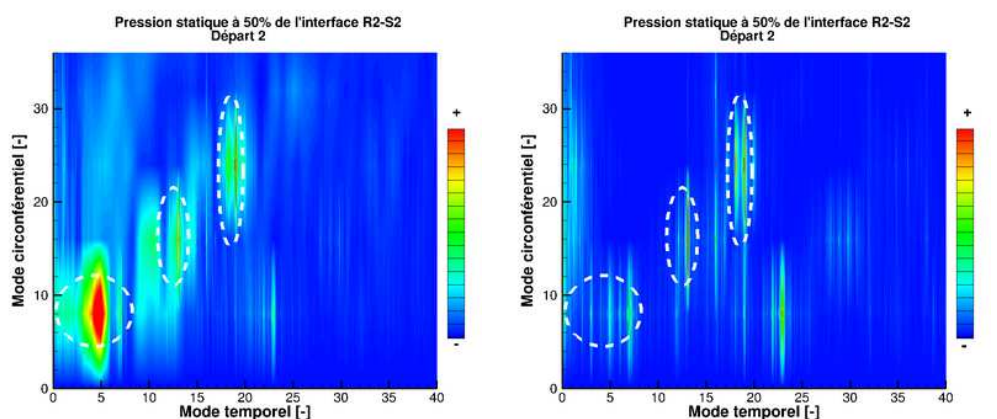 Pression statique à 50% de l'interface R2-S2
Départ 2
Mode circonférentiel [-]
30
20
10
0
0 5 10 15 20 25 30 35 40
Mode temporel [-]
+
-
Pression statique à 50% de l'interface R2-S2
Départ 2
Mode circonférentiel [-]
30
20
10
0
0 5 10 15 20 25 30 35 40
Mode temporel [-]
+
-